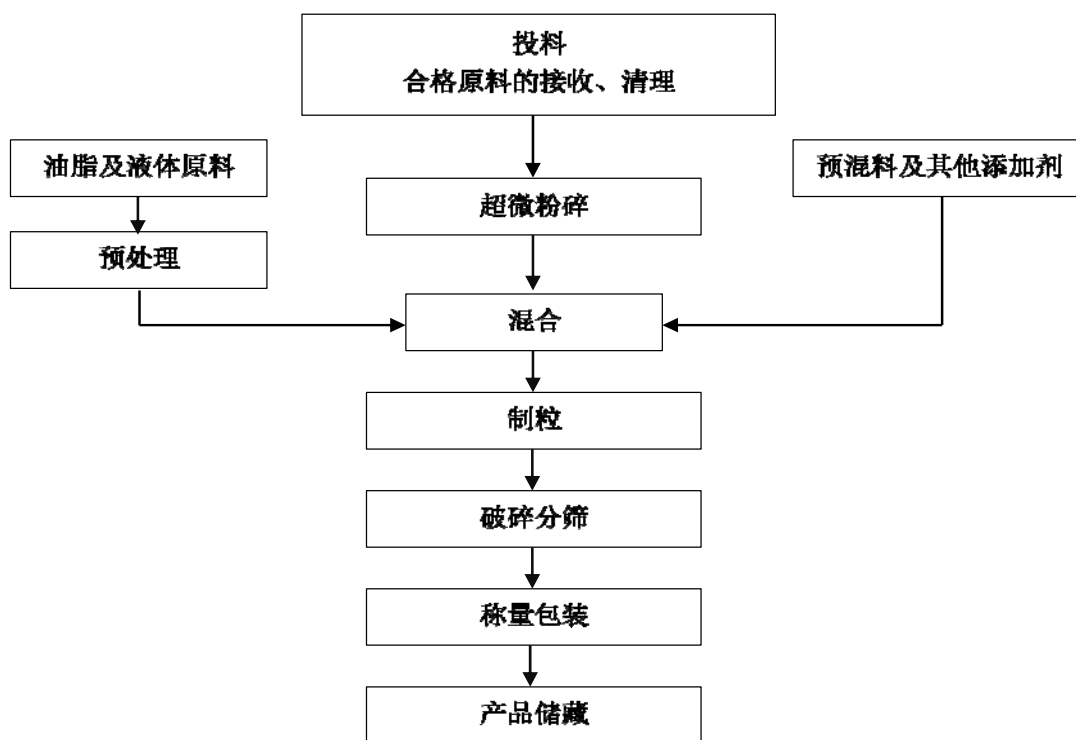 投料
合格原料的接收、清理
油脂及液体原料
预混料及其他添加剂
超微粉碎
预处理
混合
制粒
破碎分筛
称量包装
产品储藏